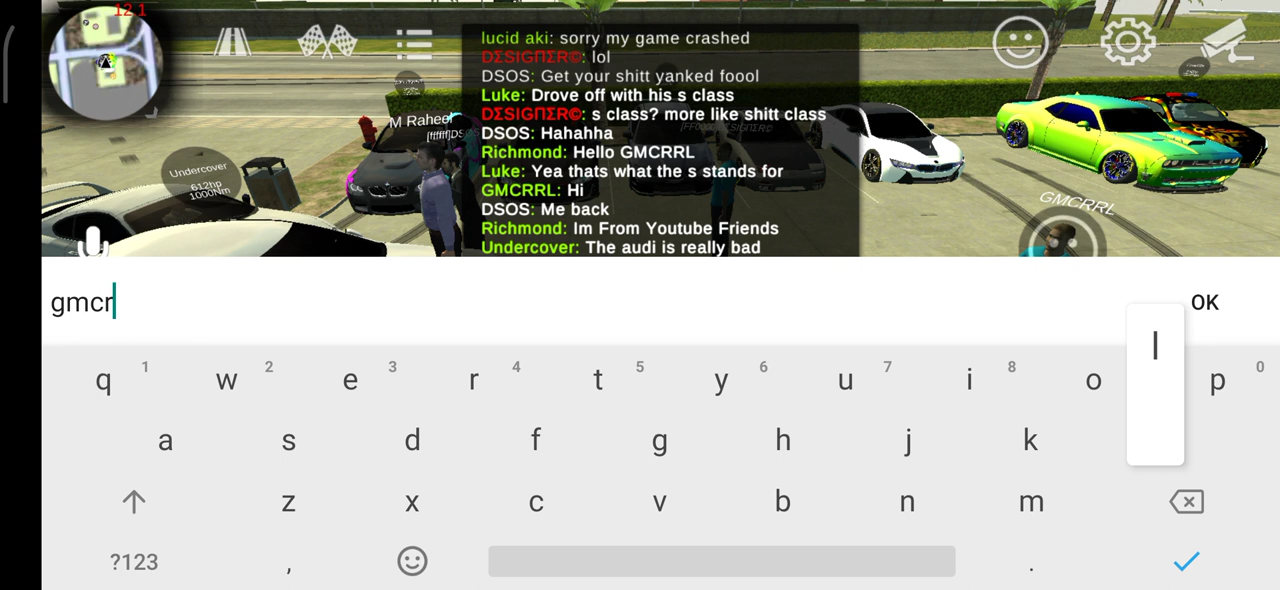 12.1
lucid aki: sorry my game crashed
DΣSIGПΣR©: lol
DSOS: Get your shitt yanked foool
Luke: Drove off with his s class
DΣSIGПΣR©: s class? more like shitt class
DSOS: Hahahha
Richmond: Hello GMCRRL
Luke: Yea thats what the s stands for
GMCRRL: Hi
DSOS: Me back
Richmond: Im From Youtube Friends
Undercover: The audi is really bad
M Raheel
Undercover
612hp
1000Nm
GMCRRL
gmcr
OK
q 1 w 2 e 3 r 4 t 5 y 6 u 7 i 8 o p 0
a s d f g h j k l
z x c v b n m
?123 , .